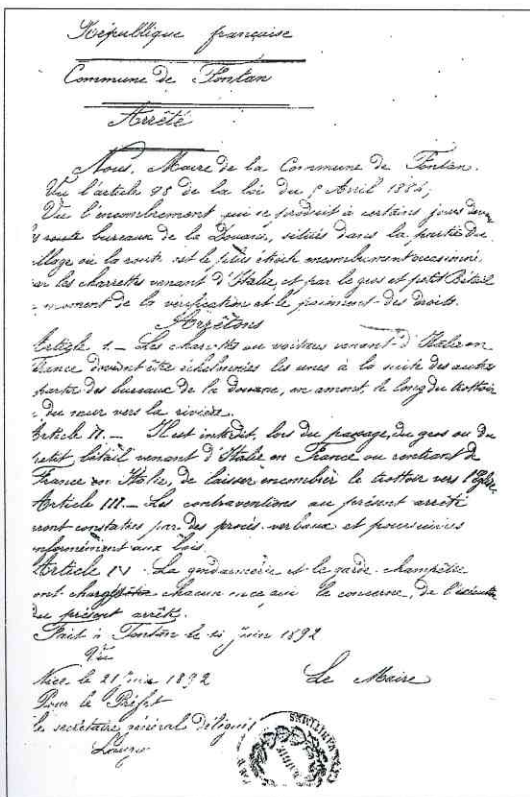 République française
Commune de Fontan
Arrêté
Nous, Maire de la Commune de Fontan.
Vu l'article 98 de la loi du 5 Avril 1884;
Vu l'encombrement qui se produit à certains jours devant
route bureaux de la Douane, situés dans la partie du
llage où la route est le plus étroit encombrement occasionné
ar les charrettes venant d'Italie et par le gros et petit Bétail
moment de la vérification et le paiement des droits.
Arrêtons
Article 1. — Les charrettes ou voitures venant d'Italie en
France devront être échelonnées les unes à la suite des autres
partir des bureaux de la douane, en amont, le long du trottoir
du mur vers la rivière.
Article II. — Il est interdit, lors du passage, du gros ou du
petit bétail venant d'Italie en France ou rentrant de
France en Italie, de laisser encombrer le trottoir vers l'Eglise
Article III. — Les contraventions au présent arrêté
ront constatées par des procès-verbaux et poursuivies
onformément aux lois.
Article IV. La gendarmerie et le garde champêtre
ont chargés chacun en ce qui le concerne, de l'exécution
du présent arrêté.
Fait à Fontan le 11 juin 1892
Vu
Nice le 21 juin 1892 Le Maire
Pour le Préfet
le secrétaire général délégué